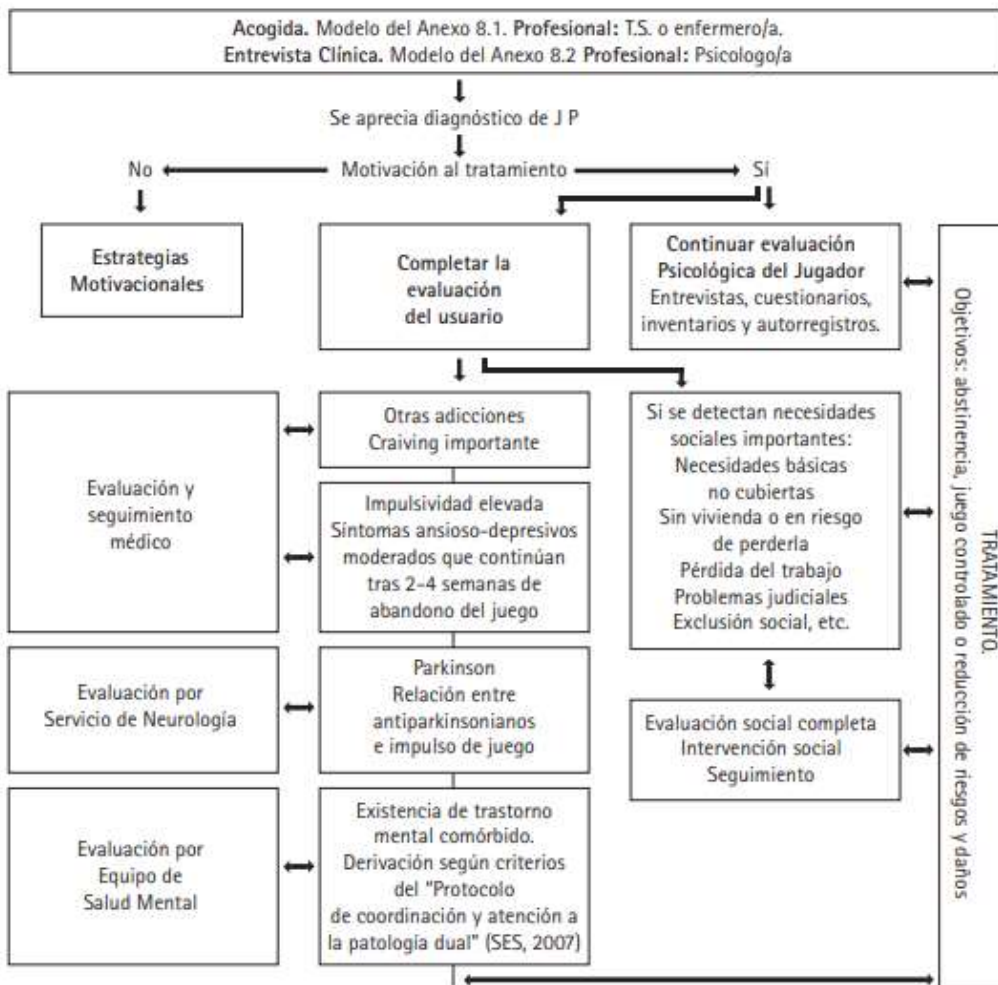 Acogida. Modelo del Anexo 8.1. Profesional: T.S. o enfermero/a.
Entrevista Clínica. Modelo del Anexo 8.2 Profesional: Psicologo/a
Se aprecia diagnóstico de J P
No
Motivación al tratamiento
Sí
Estrategias
Motivacionales
Completar la
evaluación
del usuario
Continuar evaluación
Psicológica del Jugador
Entrevistas, cuestionarios,
inventarios y autorregistros.
Evaluación y
seguimiento
médico
Otras adicciones
Craiving importante
Impulsividad elevada
Síntomas ansioso-depresivos
moderados que continúan
tras 2-4 semanas de
abandono del juego
Si se detectan necesidades
sociales importantes:
Necesidades básicas
no cubiertas
Sin vivienda o en riesgo
de perderla
Pérdida del trabajo
Problemas judiciales
Exclusión social, etc.
Evaluación por
Servicio de Neurología
Parkinson
Relación entre
antiparkinsonianos
e impulso de juego
Evaluación social completa
Intervención social
Seguimiento
Evaluación por
Equipo de
Salud Mental
Existencia de trastorno
mental comórbido.
Derivación según criterios
del "Protocolo
de coordinación y atención a
la patología dual" (SES, 2007)
TRATAMIENTO.
Objetivos: abstinencia, juego controlado o reducción de riesgos y daños